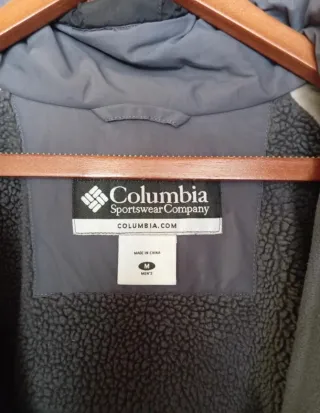 Columbia
Sportswear Company
COLUMBIA.COM
MADE IN CHINA
M
MEN'S